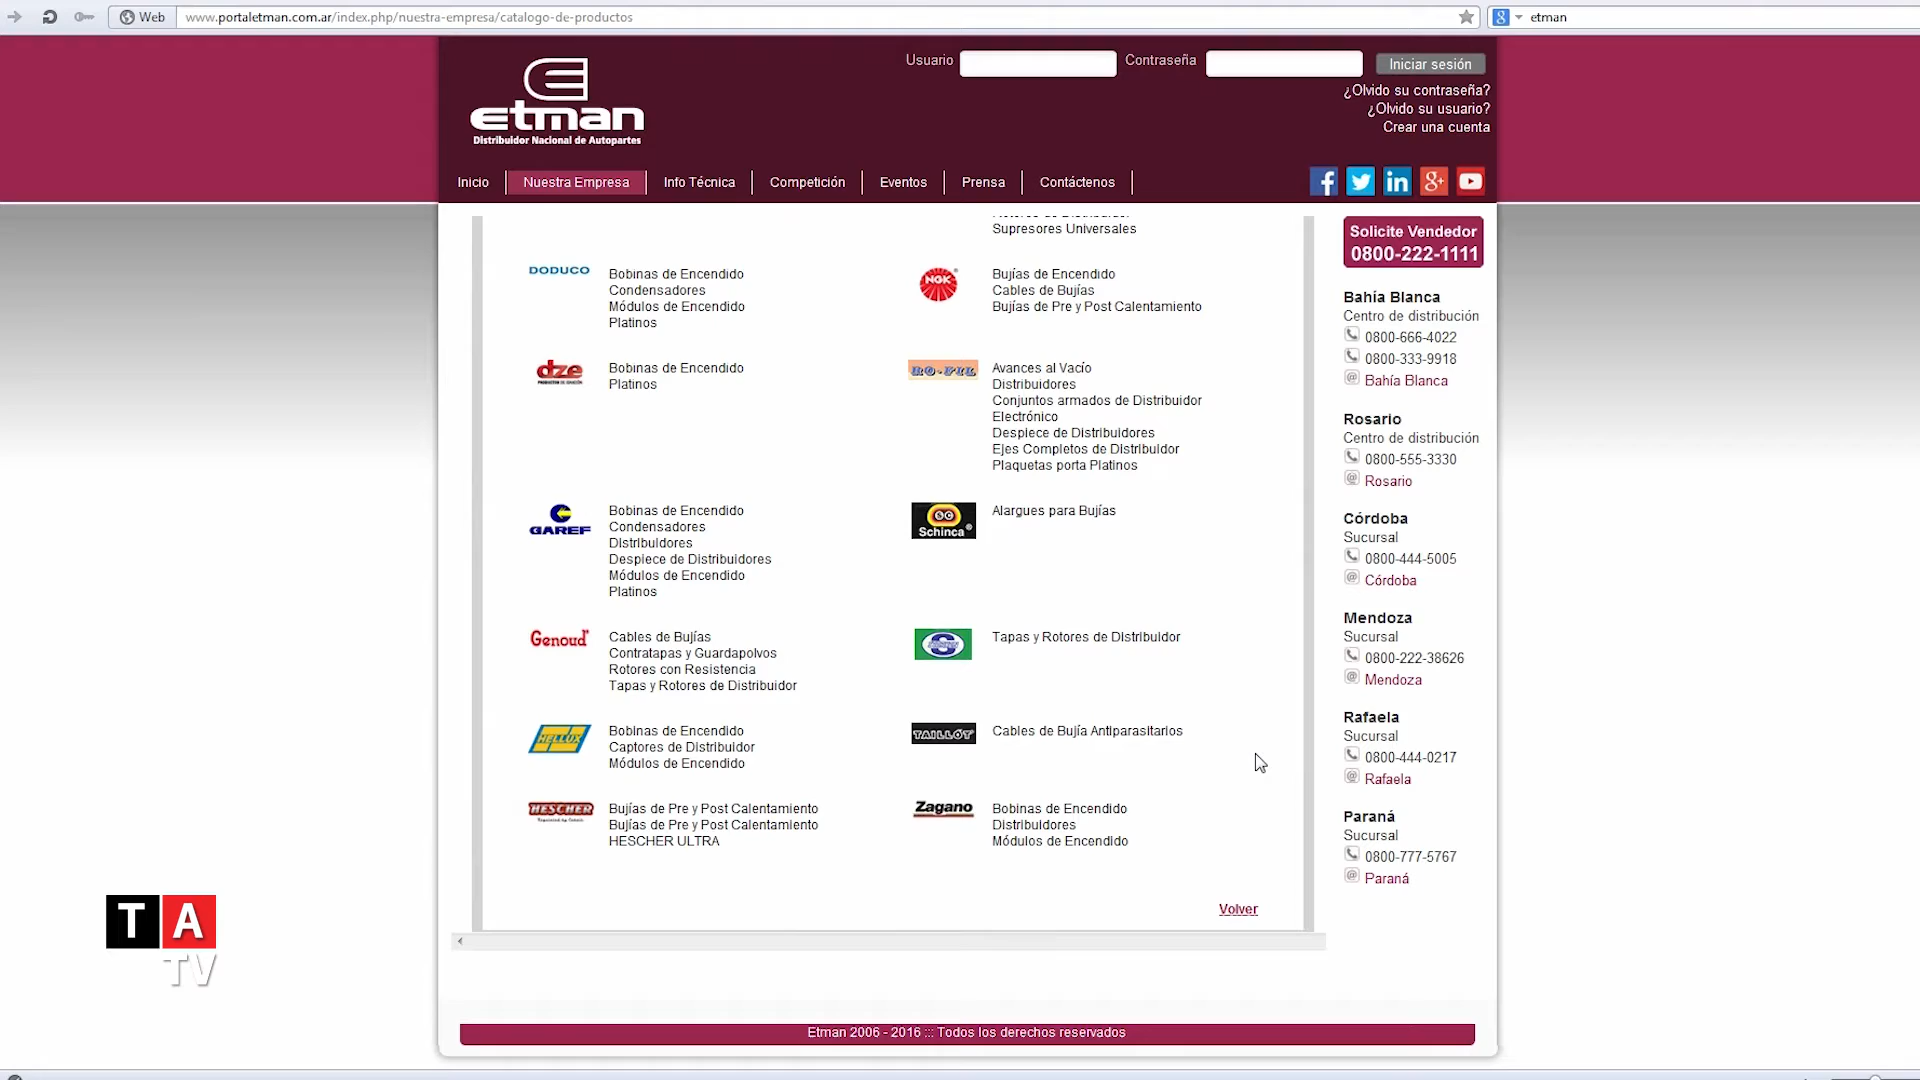 Web
www.portaletman.com.ar/index.php/nuestra-empresa/catalogo-de-productos
etman
etman
Distribuidor Nacional de Autopartes
Usuario
Contraseña
Iniciar sesión
¿Olvido su contraseña?
¿Olvido su usuario?
Crear una cuenta
Inicio
Nuestra Empresa
Info Técnica
Competición
Eventos
Prensa
Contáctenos
Supresores Universales
DODUCO
Bobinas de Encendido
Condensadores
Módulos de Encendido
Platinos
NGK
Bujías de Encendido
Cables de Bujías
Bujías de Pre y Post Calentamiento
dze
Bobinas de Encendido
Platinos
RO-FIL
Avances al Vacío
Distribuidores
Conjuntos armados de Distribuidor
Electrónico
Despiece de Distribuidores
Ejes Completos de Distribuidor
Plaquetas porta Platinos
GAREF
Bobinas de Encendido
Condensadores
Distribuidores
Despiece de Distribuidores
Módulos de Encendido
Platinos
SC
Schinca
Alargues para Bujías
Genoud
Cables de Bujías
Contratapas y Guardapolvos
Rotores con Resistencia
Tapas y Rotores de Distribuidor
Tapas y Rotores de Distribuidor
HELLUX
Bobinas de Encendido
Captores de Distribuidor
Módulos de Encendido
TAILLOT
Cables de Bujía Antiparasitarios
HESCHER
Bujías de Pre y Post Calentamiento
Bujías de Pre y Post Calentamiento
HESCHER ULTRA
Zagano
Bobinas de Encendido
Distribuidores
Módulos de Encendido
Volver
Solicite Vendedor
0800-222-1111
Bahía Blanca
Centro de distribución
0800-666-4022
0800-333-9918
Bahía Blanca
Rosario
Centro de distribución
0800-555-3330
Rosario
Córdoba
Sucursal
0800-444-5005
Córdoba
Mendoza
Sucursal
0800-222-38626
Mendoza
Rafaela
Sucursal
0800-444-0217
Rafaela
Paraná
Sucursal
0800-777-5767
Paraná
TA
TV
Etman 2006 - 2016 ::: Todos los derechos reservados